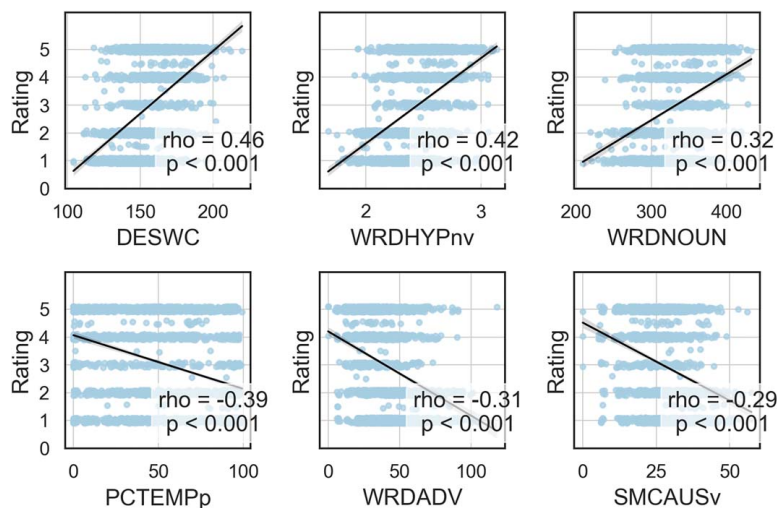 Rating
5
4
3
2
1
0
rho = 0.46
p < 0.001
100 150 200
DESWC
rho = 0.42
p < 0.001
2 3
WRDHYPnv
Rating
rho = 0.32
p < 0.001
200 300 400
WRDNOUN
Rating
5
4
3
2
1
0
rho = -0.39
p < 0.001
0 50 100
PCTEMPp
Rating
rho = -0.31
p < 0.001
0 50 100
WRDADV
Rating
rho = -0.29
p < 0.001
0 25 50
SMCAUSv
Rating